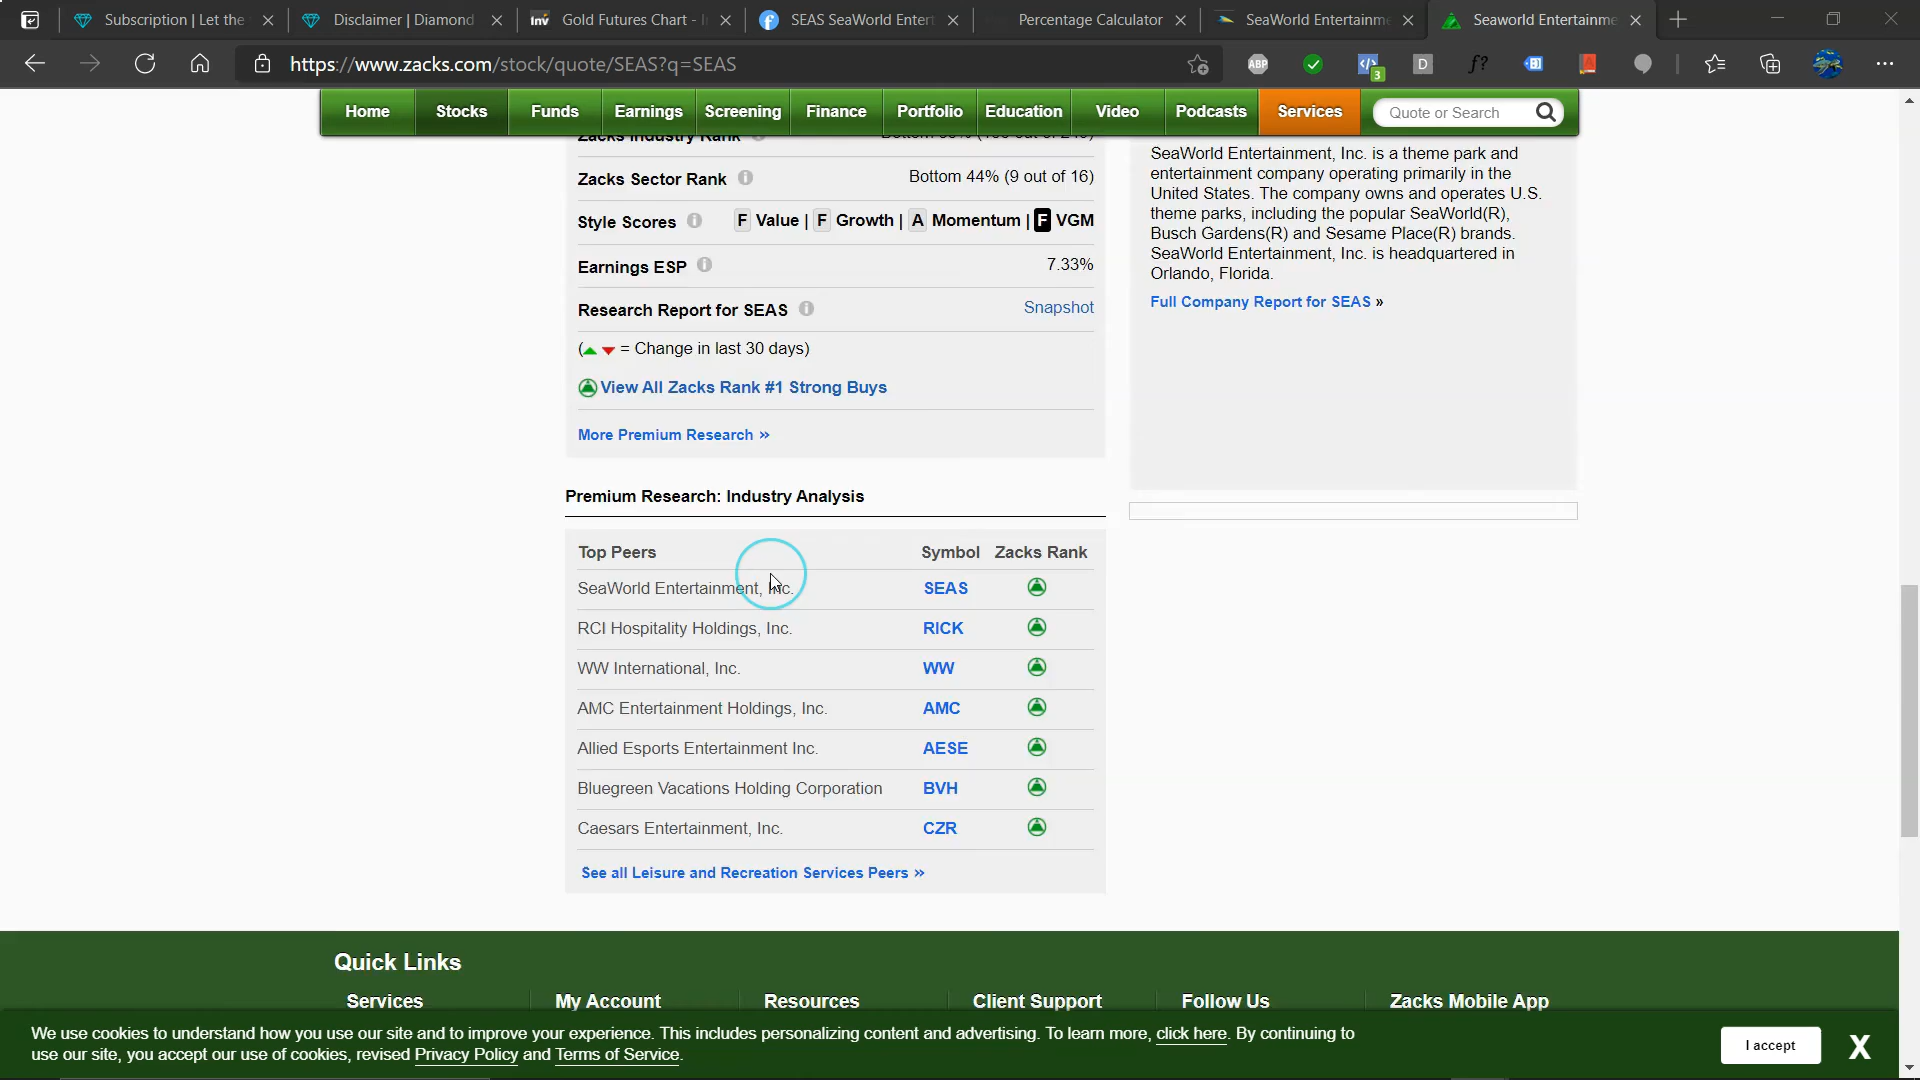 Subscription | Let the
Disclaimer | Diamond
Inv Gold Futures Chart - I
SEAS SeaWorld Entert
Percentage Calculator
SeaWorld Entertainme
Seaworld Entertainme
https://www.zacks.com/stock/quote/SEAS?q=SEAS
ABP
3
D
f?
Home Stocks Funds Earnings Screening Finance Portfolio Education Video Podcasts Services Quote or Search
Zacks Industry Rank
Zacks Sector Rank Bottom 44% (9 out of 16)
Style Scores F Value | F Growth | A Momentum | F VGM
Earnings ESP 7.33%
Research Report for SEAS Snapshot
( = Change in last 30 days)
View All Zacks Rank #1 Strong Buys
More Premium Research »
SeaWorld Entertainment, Inc. is a theme park and
entertainment company operating primarily in the
United States. The company owns and operates U.S.
theme parks, including the popular SeaWorld(R),
Busch Gardens(R) and Sesame Place(R) brands.
SeaWorld Entertainment, Inc. is headquartered in
Orlando, Florida.
Full Company Report for SEAS »
Premium Research: Industry Analysis
Top Peers Symbol Zacks Rank
SeaWorld Entertainment, Inc. SEAS
RCI Hospitality Holdings, Inc. RICK
WW International, Inc. WW
AMC Entertainment Holdings, Inc. AMC
Allied Esports Entertainment Inc. AESE
Bluegreen Vacations Holding Corporation BVH
Caesars Entertainment, Inc. CZR
See all Leisure and Recreation Services Peers »
Quick Links
Services My Account Resources Client Support Follow Us Zacks Mobile App
We use cookies to understand how you use our site and to improve your experience. This includes personalizing content and advertising. To learn more, click here. By continuing to
use our site, you accept our use of cookies, revised Privacy Policy and Terms of Service.
I accept
X